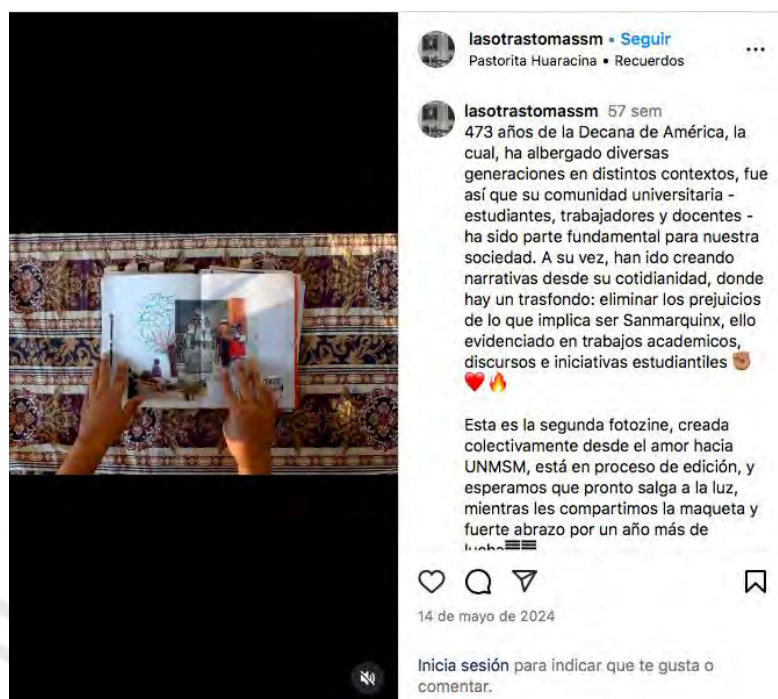 lasotrastomassm • Seguir
Pastorita Huaracina • Recuerdos
lasotrastomassm 57 sem
473 años de la Decana de América, la
cual, ha albergado diversas
generaciones en distintos contextos, fue
así que su comunidad universitaria -
estudiantes, trabajadores y docentes -
ha sido parte fundamental para nuestra
sociedad. A su vez, han ido creando
narrativas desde su cotidianidad, donde
hay un trasfondo: eliminar los prejuicios
de lo que implica ser Sanmarquinx, ello
evidenciado en trabajos academicos,
discursos e iniciativas estudiantiles ✊🏽
❤️🔥
Esta es la segunda fotozine, creada
colectivamente desde el amor hacia
UNMSM, está en proceso de edición, y
esperamos que pronto salga a la luz,
mientras les compartimos la maqueta y
fuerte abrazo por un año más de
lucha
14 de mayo de 2024
Inicia sesión para indicar que te gusta o
comentar.